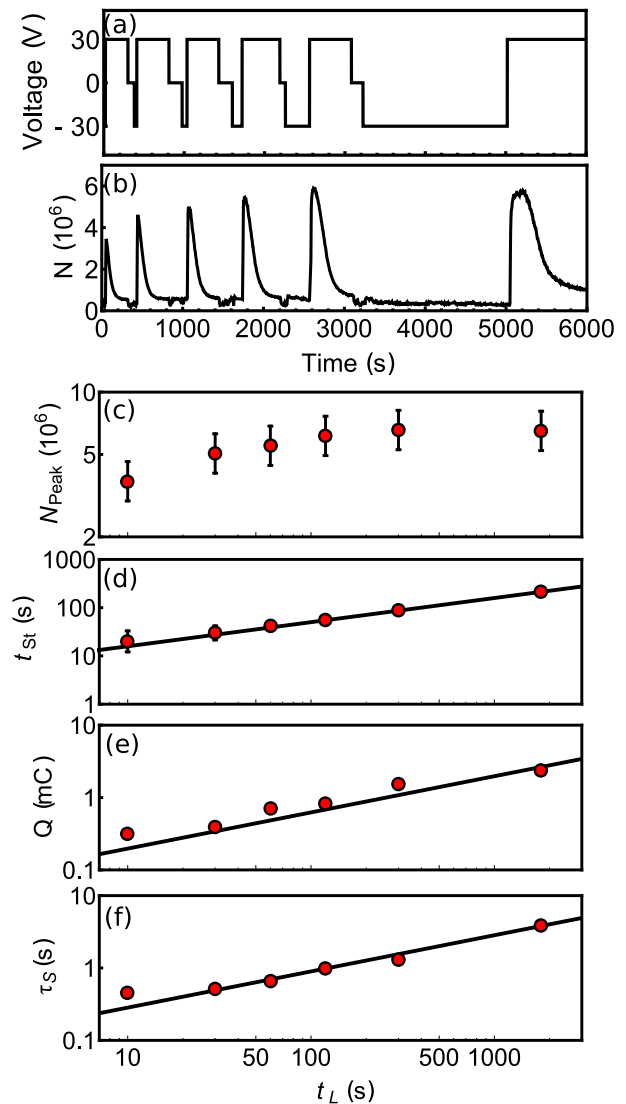 (a)
Voltage (V)
30
0
- 30
(b)
N (10⁶)
6
4
2
0
0 1000 2000 3000 4000 5000 6000
Time (s)
(c)
N_Peak (10⁶)
10
5
2
(d)
t_St (s)
1000
100
10
1
(e)
Q (mC)
10
1
0.1
(f)
τ_S (s)
10
1
0.1
10 50 100 500 1000
t_L (s)